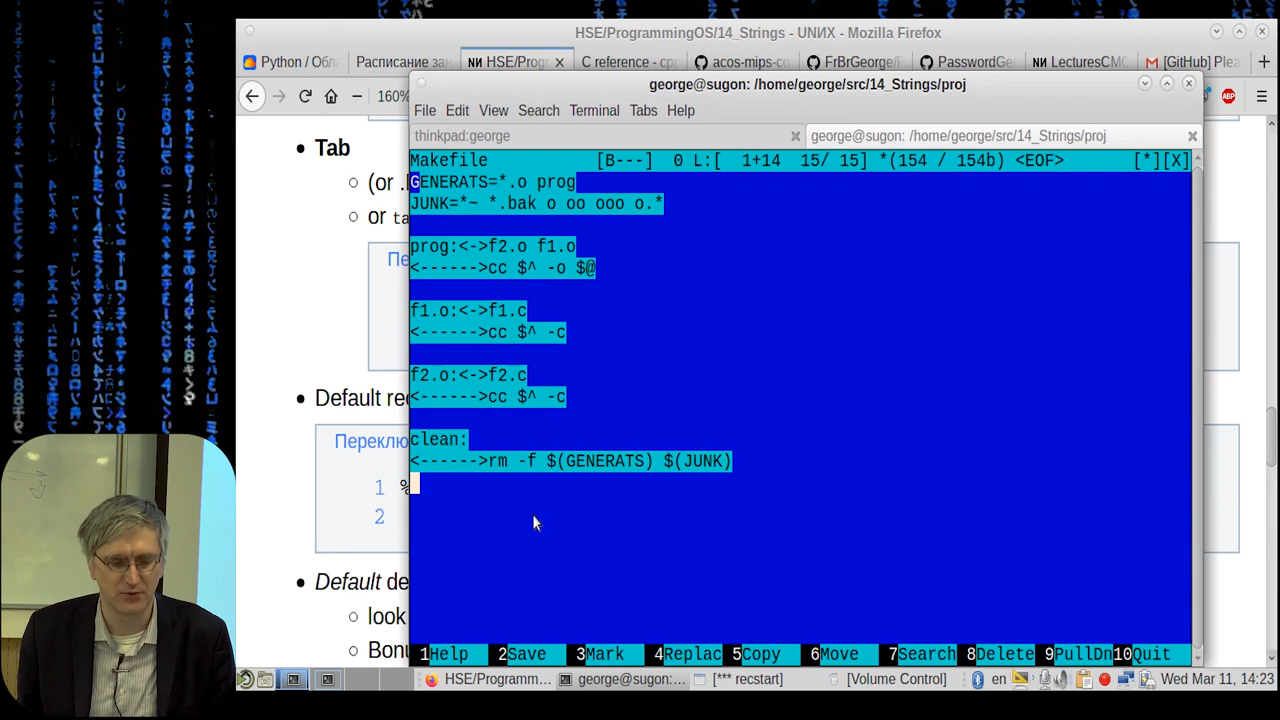 HSE/ProgrammingOS/14_Strings - UNИX - Mozilla Firefox
Python / Обла
Расписание зан
HSE/Prog
C reference - cp
acos-mips-co
FrBrGeorge/
PasswordGe
LecturesCMC
[GitHub] Plea
160%
george@sugon: /home/george/src/14_Strings/proj
File Edit View Search Terminal Tabs Help
thinkpad:george
george@sugon: /home/george/src/14_Strings/proj
Makefile [B---] 0 L:[ 1+14 15/ 15] *(154 / 154b) <EOF> [*][X]
GENERATS=*.o prog
JUNK=*~ *.bak o oo ooo o.*
prog:<->f2.o f1.o
<------>cc $^ -o $@
f1.o:<->f1.c
<------>cc $^ -c
f2.o:<->f2.c
<------>cc $^ -c
clean:
<------>rm -f $(GENERATS) $(JUNK)
1Help 2Save 3Mark 4Replac 5Copy 6Move 7Search 8Delete 9PullDn 10Quit
Tab
(or .
or ta
Пе
Default re
Переклю
1 %
2
Default de
look
Bonu
HSE/Programm...
george@sugon:...
[*** recstart]
[Volume Control]
en
Wed Mar 11, 14:23